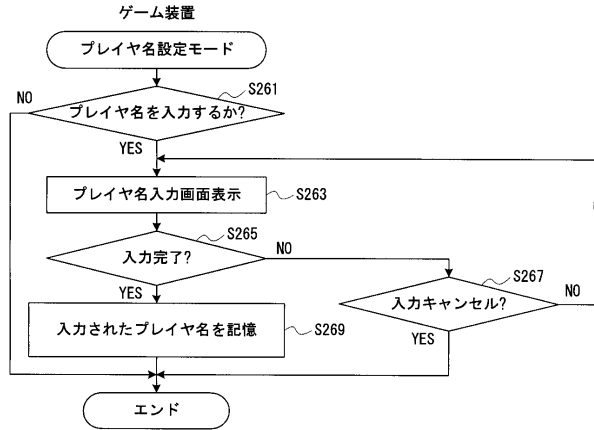 ゲーム装置
プレイヤ名設定モード
NO
S261
プレイヤ名を入力するか?
YES
プレイヤ名入力画面表示
S263
S265
入力完了?
NO
S267
YES
入力キャンセル?
NO
入力されたプレイヤ名を記憶
S269
YES
エンド